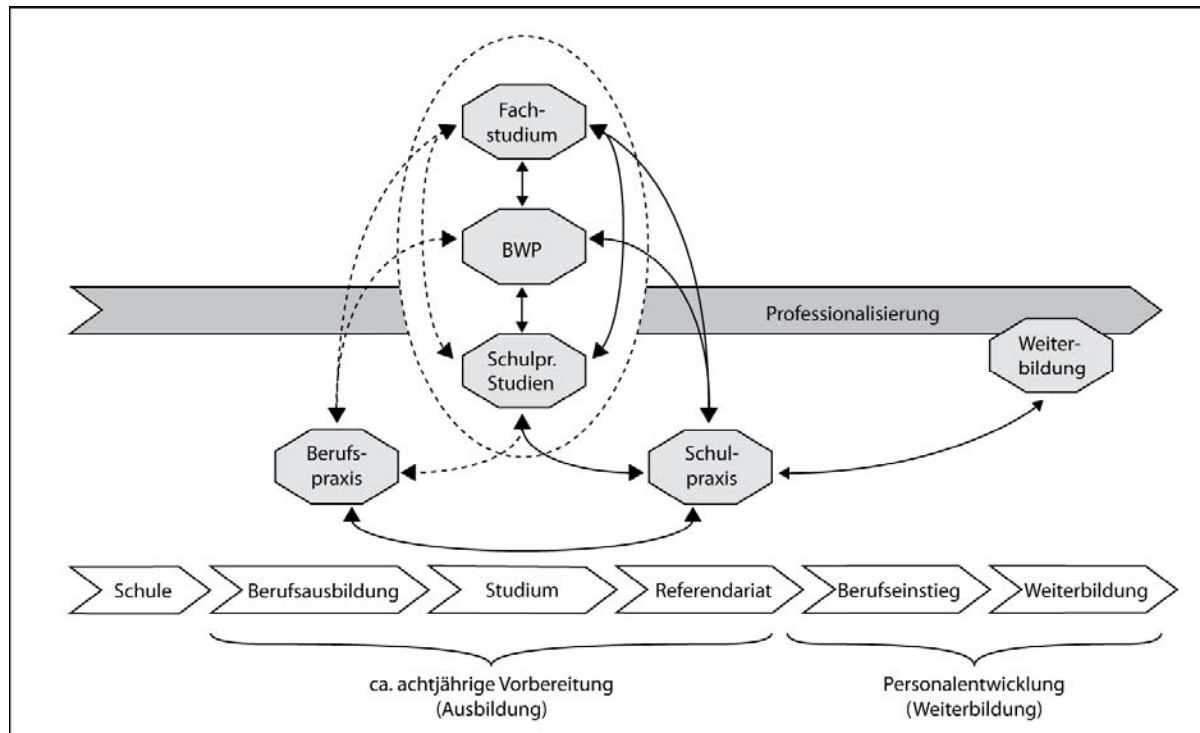 Fach-
studium
BWP
Professionalisierung
Schulpr.
Studien
Weiter-
bildung
Berufs-
praxis
Schul-
praxis
Schule
Berufsausbildung
Studium
Referendariat
Berufseinstieg
Weiterbildung
ca. achtjährige Vorbereitung
(Ausbildung)
Personalentwicklung
(Weiterbildung)